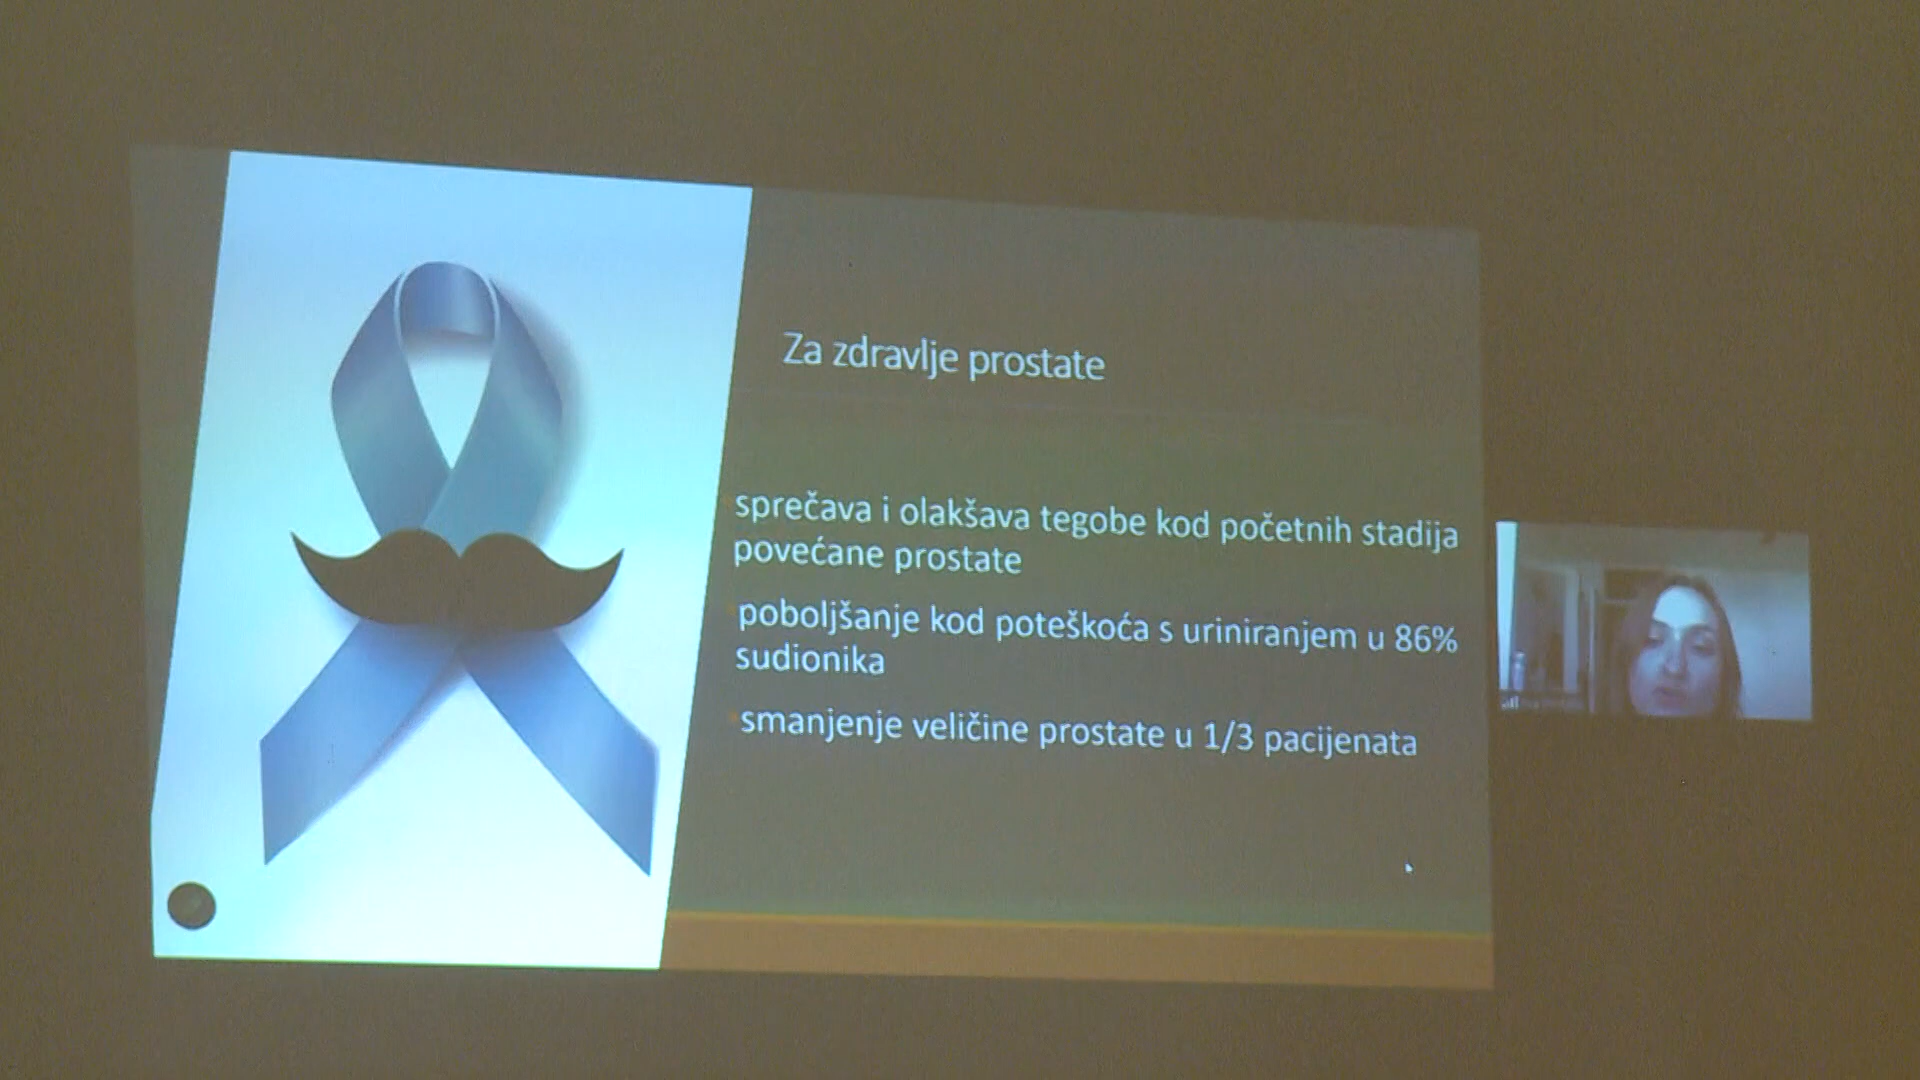 Za zdravlje prostate
sprečava i olakšava tegobe kod početnih stadija
povećane prostate
poboljšanje kod poteškoća s uriniranjem u 86%
sudionika
smanjenje veličine prostate u 1/3 pacijenata